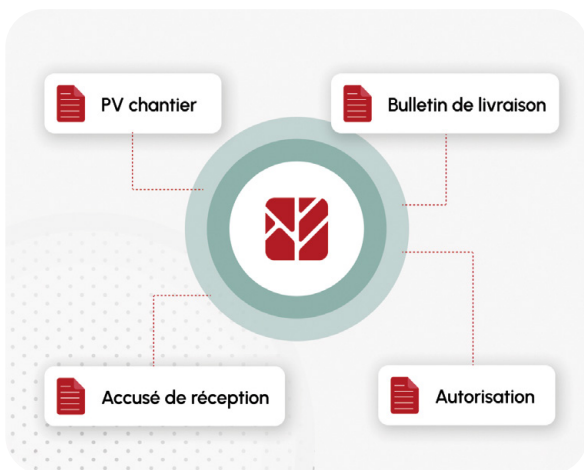 PV chantier
Bulletin de livraison
Accusé de réception
Autorisation